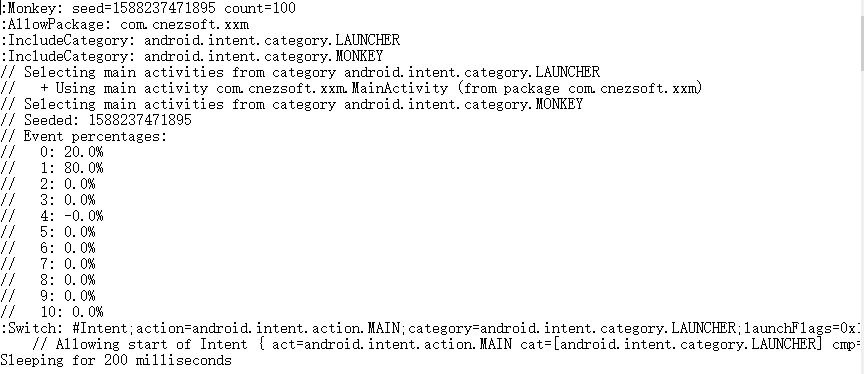 :Monkey: seed=1588237471895 count=100
:AllowPackage: com.cnezsoft.xxm
:IncludeCategory: android.intent.category.LAUNCHER
:IncludeCategory: android.intent.category.MONKEY
// Selecting main activities from category android.intent.category.LAUNCHER
//   + Using main activity com.cnezsoft.xxm.MainActivity (from package com.cnezsoft.xxm)
// Selecting main activities from category android.intent.category.MONKEY
// Seeded: 1588237471895
// Event percentages:
//   0: 20.0%
//   1: 80.0%
//   2: 0.0%
//   3: 0.0%
//   4: -0.0%
//   5: 0.0%
//   6: 0.0%
//   7: 0.0%
//   8: 0.0%
//   9: 0.0%
//   10: 0.0%
:Switch: #Intent;action=android.intent.action.MAIN;category=android.intent.category.LAUNCHER;launchFlags=0x
    // Allowing start of Intent { act=android.intent.action.MAIN cat=[android.intent.category.LAUNCHER] cmp=
Sleeping for 200 milliseconds